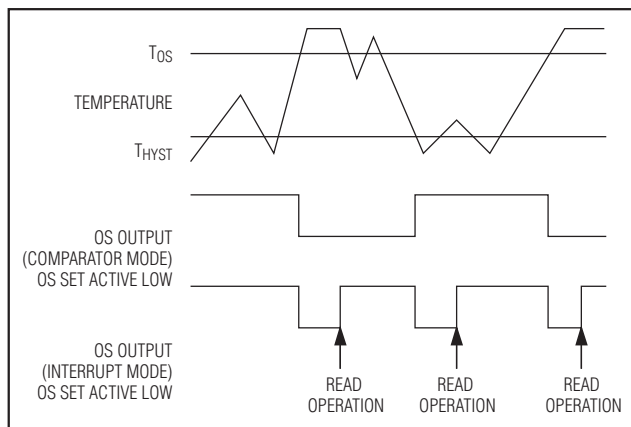 TOS
TEMPERATURE
THYST
OS OUTPUT
(COMPARATOR MODE)
OS SET ACTIVE LOW
OS OUTPUT
(INTERRUPT MODE)
OS SET ACTIVE LOW
READ
OPERATION
READ
OPERATION
READ
OPERATION